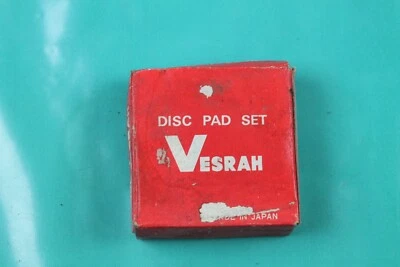 DISC PAD SET
VESRAH
IN JAPAN